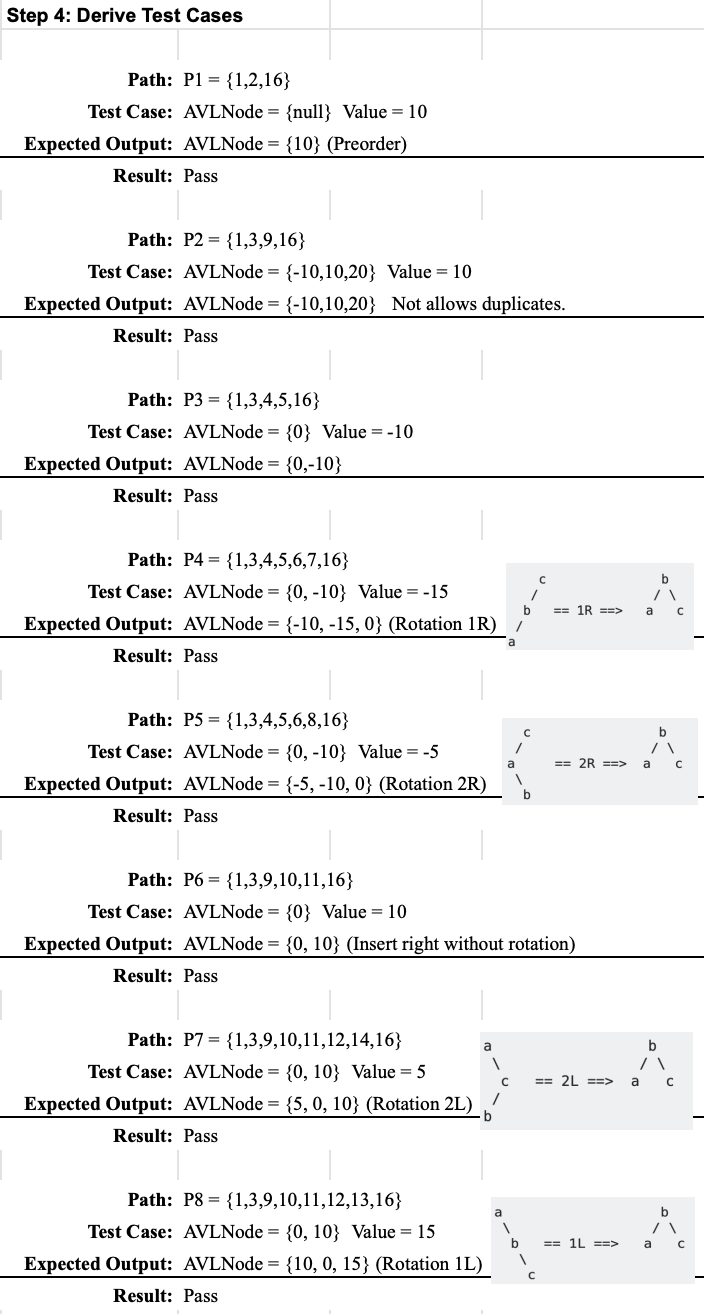 Step 4: Derive Test Cases
Path: P1 = {1,2,16}
Test Case: AVLNode = {null} Value = 10
Expected Output: AVLNode = {10} (Preorder)
Result: Pass
Path: P2 = {1,3,9,16}
Test Case: AVLNode = {-10,10,20} Value = 10
Expected Output: AVLNode = {-10,10,20} Not allows duplicates.
Result: Pass
Path: P3 = {1,3,4,5,16}
Test Case: AVLNode = {0} Value = -10
Expected Output: AVLNode = {0,-10}
Result: Pass
Path: P4 = {1,3,4,5,6,7,16}
Test Case: AVLNode = {0, -10} Value = -15
Expected Output: AVLNode = {-10, -15, 0} (Rotation 1R)
Result: Pass
c b
/ / \
b == 1R ==> a c
/
a
Path: P5 = {1,3,4,5,6,8,16}
Test Case: AVLNode = {0, -10} Value = -5
Expected Output: AVLNode = {-5, -10, 0} (Rotation 2R)
Result: Pass
c b
/ / \
a == 2R ==> a c
\
b
Path: P6 = {1,3,9,10,11,16}
Test Case: AVLNode = {0} Value = 10
Expected Output: AVLNode = {0, 10} (Insert right without rotation)
Result: Pass
Path: P7 = {1,3,9,10,11,12,14,16}
Test Case: AVLNode = {0, 10} Value = 5
Expected Output: AVLNode = {5, 0, 10} (Rotation 2L)
Result: Pass
a b
\ / \
c == 2L ==> a c
/
b
Path: P8 = {1,3,9,10,11,12,13,16}
Test Case: AVLNode = {0, 10} Value = 15
Expected Output: AVLNode = {10, 0, 15} (Rotation 1L)
Result: Pass
a b
\ / \
b == 1L ==> a c
\
c